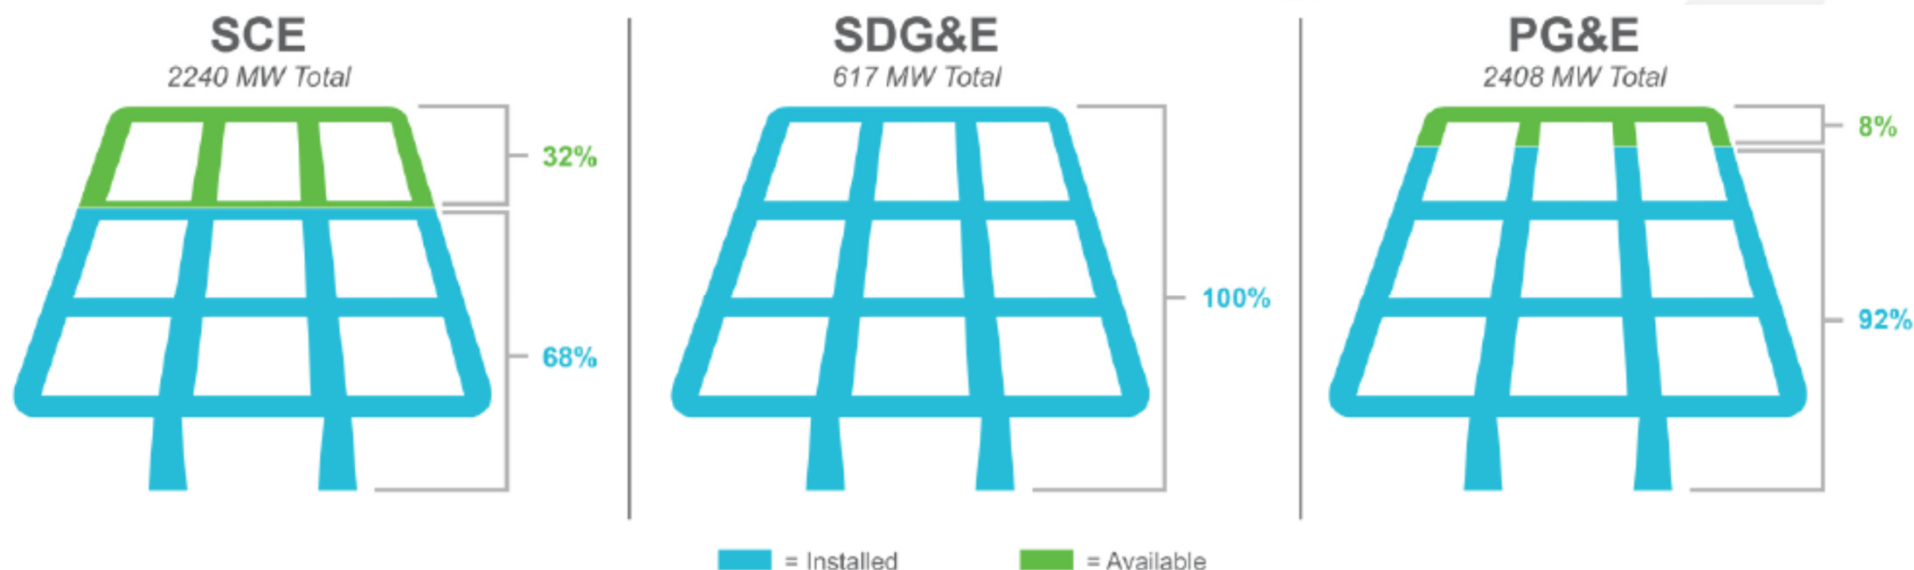 SCE
2240 MW Total
32%
68%
SDG&E
617 MW Total
100%
PG&E
2408 MW Total
8%
92%
= Installed
= Available